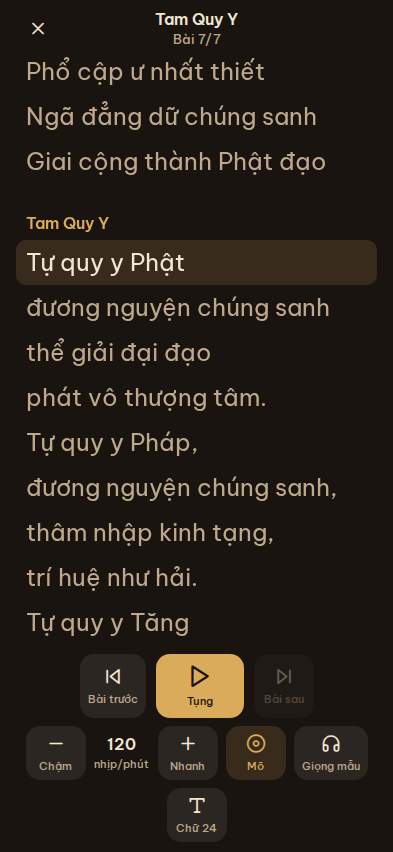 Tam Quy Y
Bài 7/7
Phổ cập ư nhất thiết
Ngã đẳng dữ chúng sanh
Giai cộng thành Phật đạo
Tam Quy Y
Tự quy y Phật
đương nguyện chúng sanh
thể giải đại đạo
phát vô thượng tâm.
Tự quy y Pháp,
đương nguyện chúng sanh,
thâm nhập kinh tạng,
trí huệ như hải.
Tự quy y Tăng
Bài trước
Tụng
Bài sau
Chậm
120
nhịp/phút
Nhanh
Mõ
Giọng mẫu
Chữ 24